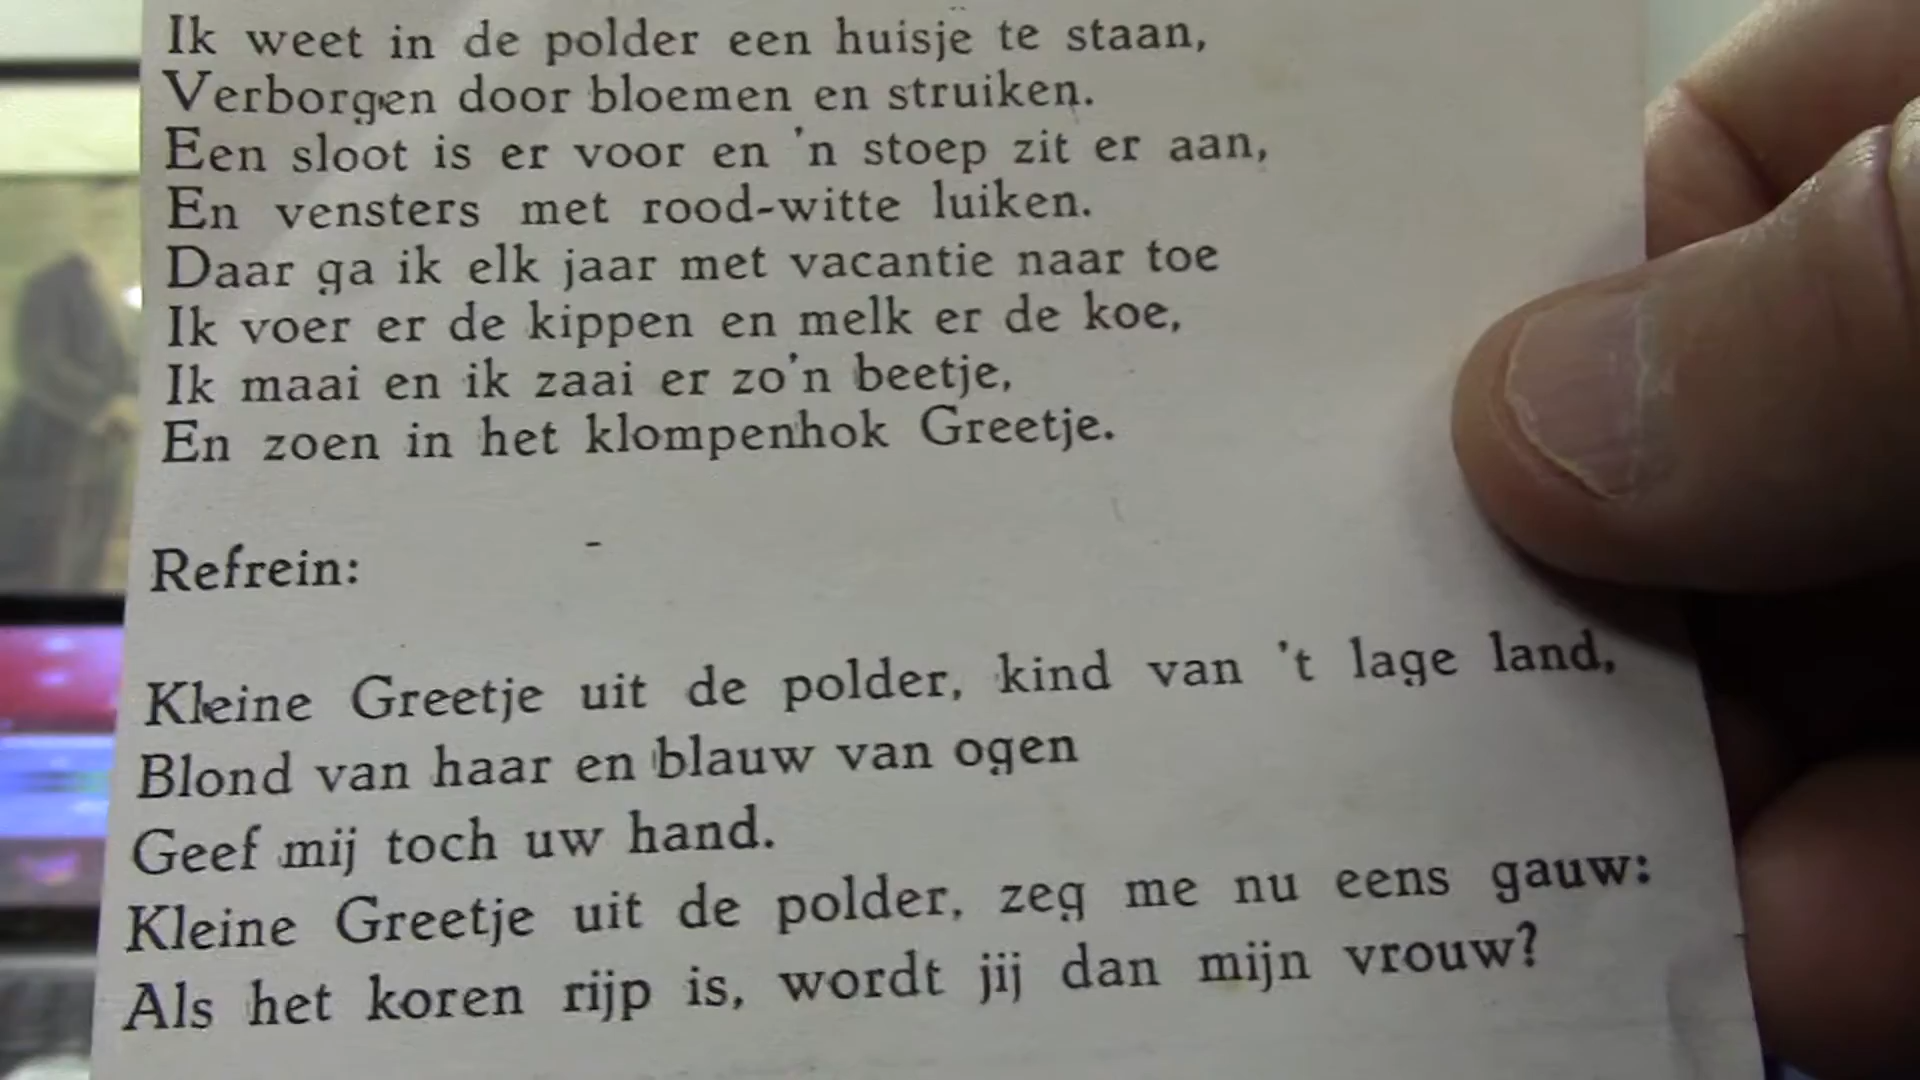 Ik weet in de polder een huisje te staan,
Verborgen door bloemen en struiken.
Een sloot is er voor en 'n stoep zit er aan,
En vensters met rood-witte luiken.
Daar ga ik elk jaar met vacantie naar toe
Ik voer er de kippen en melk er de koe,
Ik maai en ik zaai er zo'n beetje,
En zoen in het klompenhok Greetje.
Refrein:
Kleine Greetje uit de polder, kind van 't lage land,
Blond van haar en blauw van ogen
Geef mij toch uw hand.
Kleine Greetje uit de polder, zeg me nu eens gauw:
Als het koren rijp is, wordt jij dan mijn vrouw?